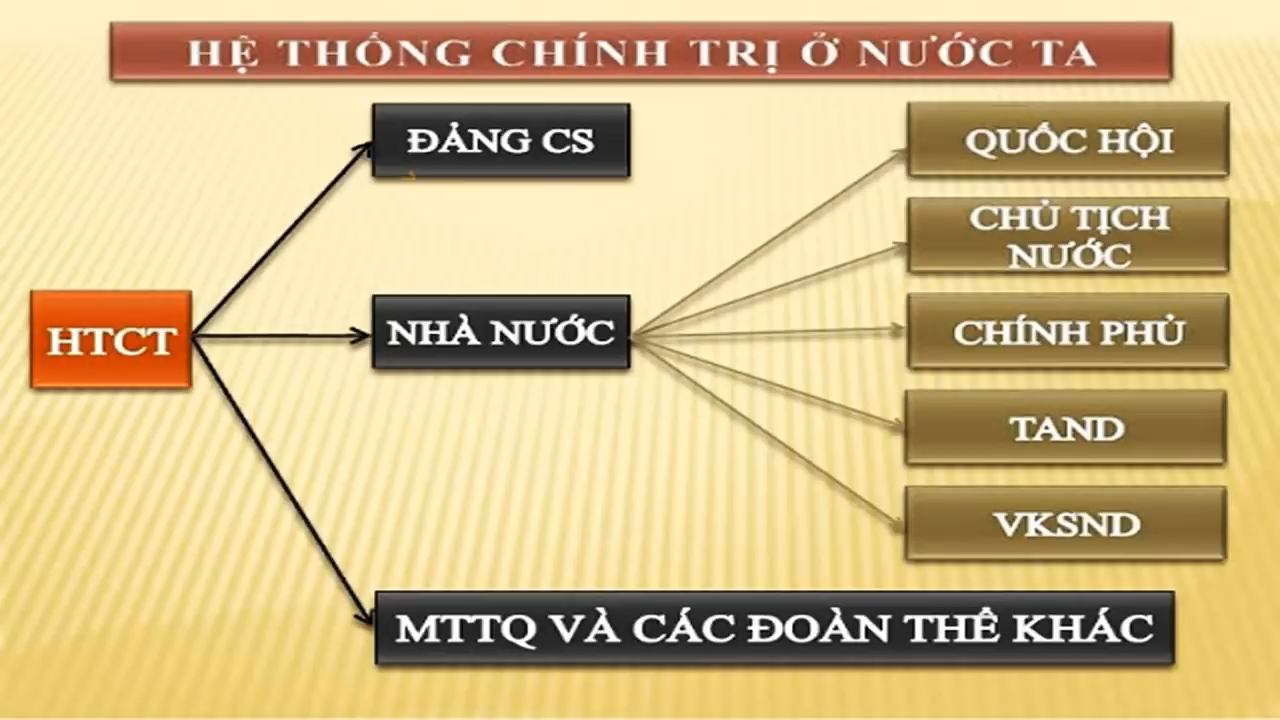 HỆ THỐNG CHÍNH TRỊ Ở NƯỚC TA
HTCT
ĐẢNG CS
NHÀ NƯỚC
QUỐC HỘI
CHỦ TỊCH
NƯỚC
CHÍNH PHỦ
TAND
VKSND
MTTQ VÀ CÁC ĐOÀN THỂ KHÁC